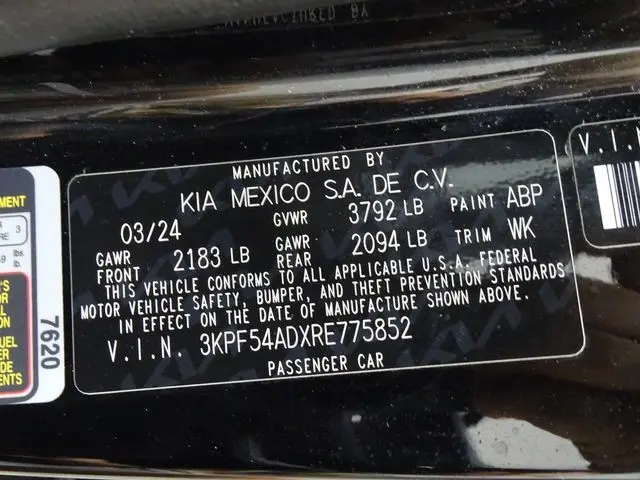 MANUFACTURED BY
KIA MEXICO S.A. DE C.V.
03/24 GVWR 3792 LB PAINT ABP
GAWR FRONT 2183 LB GAWR REAR 2094 LB TRIM WK
THIS VEHICLE CONFORMS TO ALL APPLICABLE U.S.A. FEDERAL
MOTOR VEHICLE SAFETY, BUMPER, AND THEFT PREVENTION STANDARDS
IN EFFECT ON THE DATE OF MANUFACTURE SHOWN ABOVE.
V.I.N. 3KPF54ADXRE775852
PASSENGER CAR
7620
V.I.